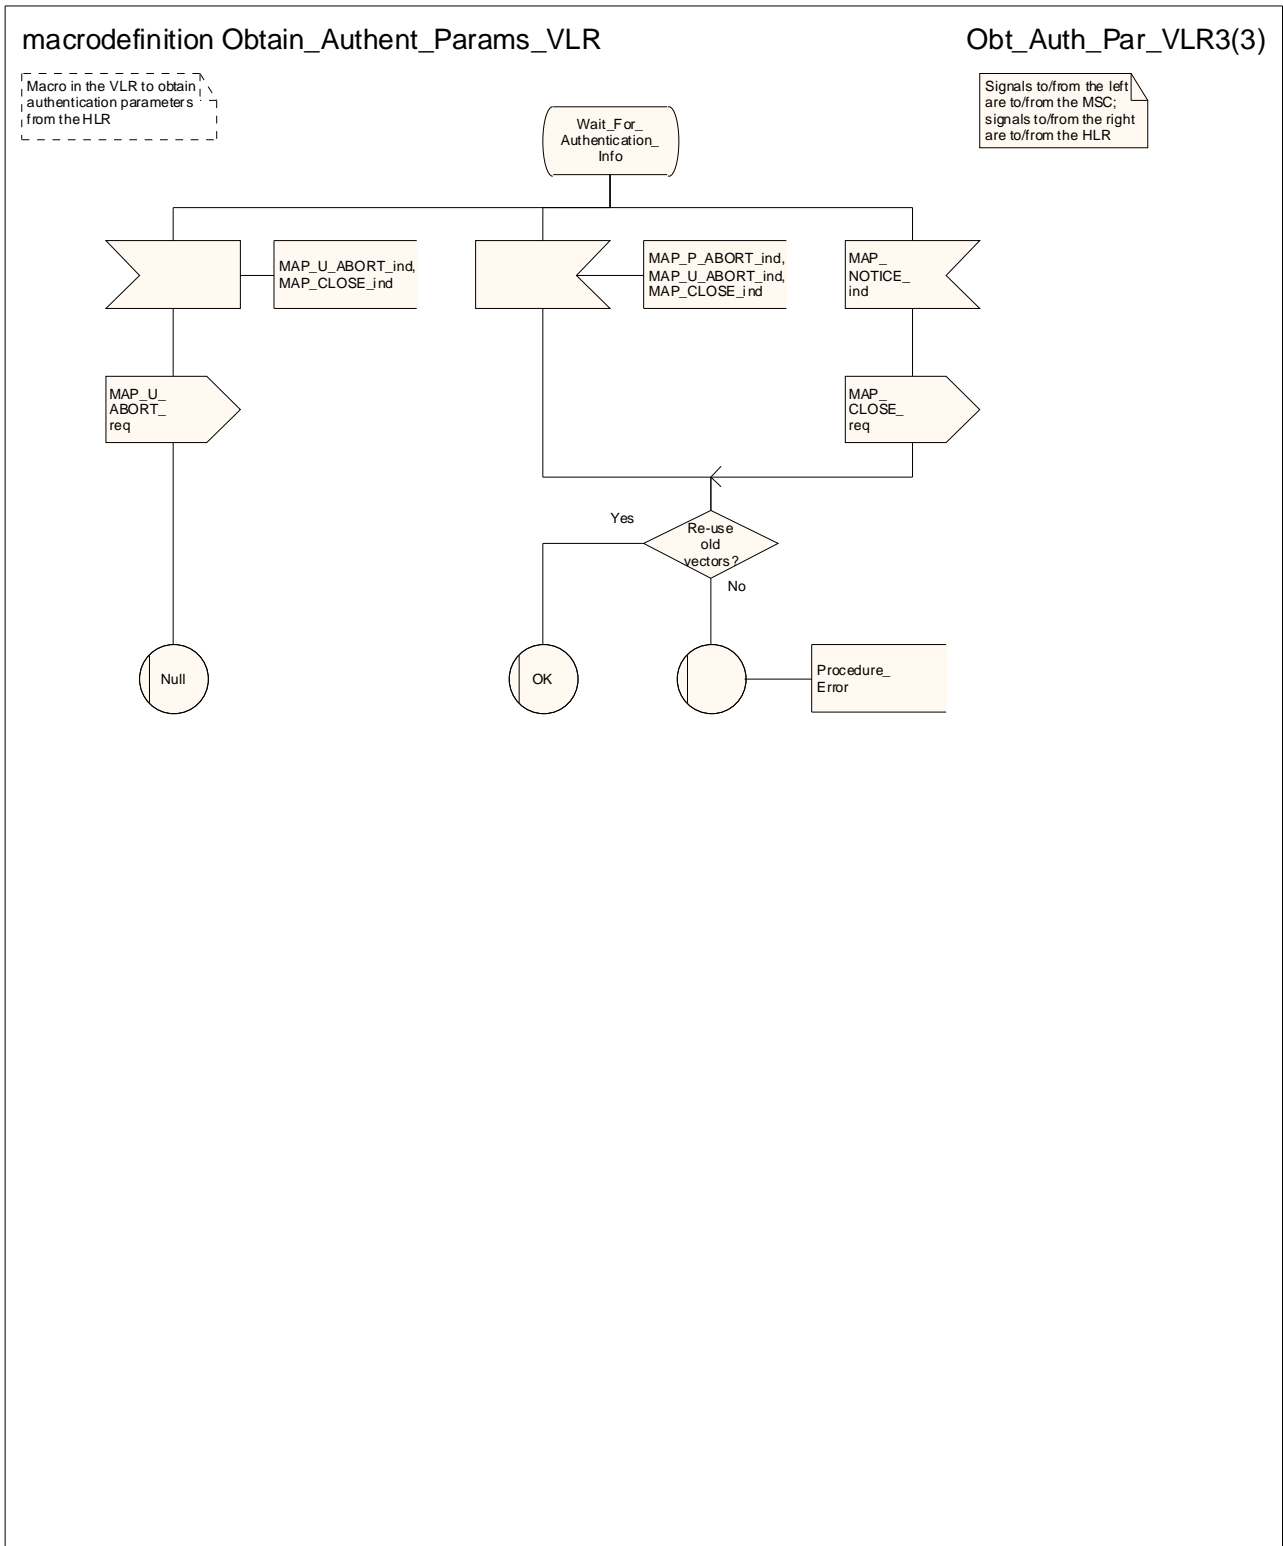 macrodefinition Obtain_Authent_Params_VLR
Obt_Auth_Par_VLR3(3)
Macro in the VLR to obtain
authentication parameters
from the HLR
Signals to/from the left
are to/from the MSC;
signals to/from the right
are to/from the HLR
Wait_For_
Authentication_
Info
MAP_U_ABORT_ind,
MAP_CLOSE_ind
MAP_P_ABORT_ind,
MAP_U_ABORT_ind,
MAP_CLOSE_ind
MAP_
NOTICE_
ind
MAP_U_
ABORT_
req
MAP_
CLOSE_
req
Yes
Re-use
old
vectors?
No
Null
OK
Procedure_
Error